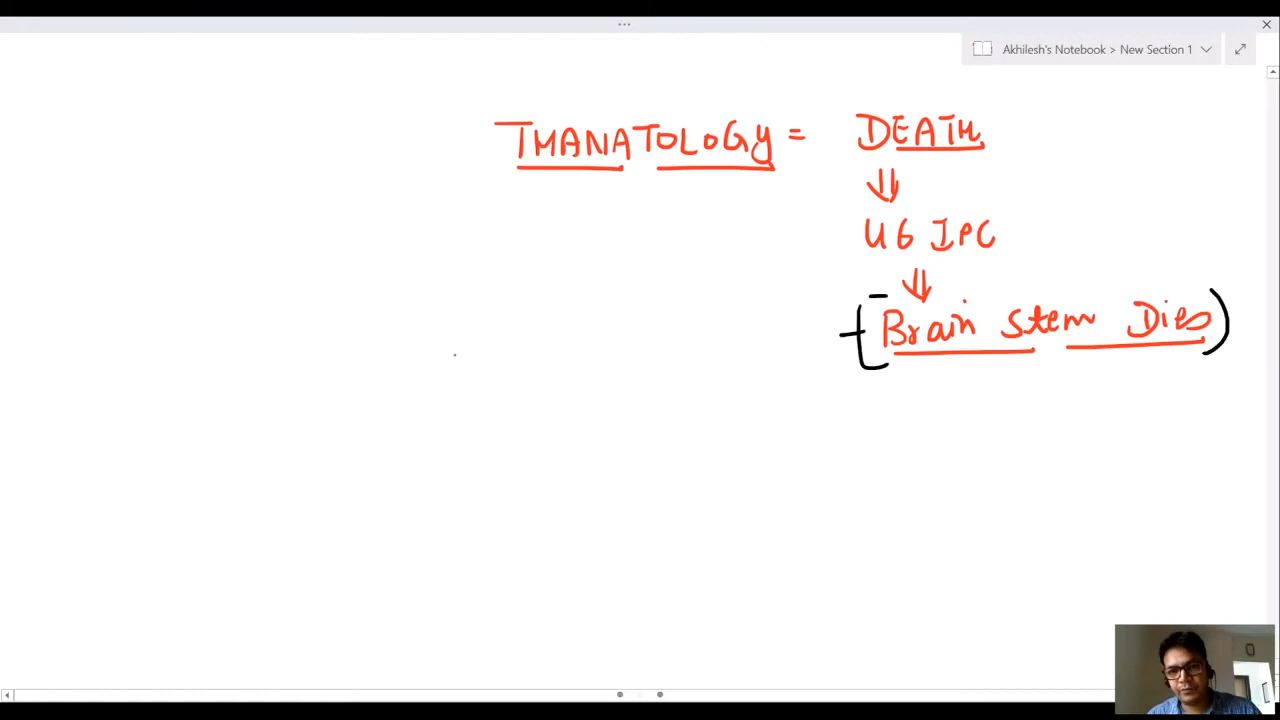 Akhilesh's Notebook > New Section 1
THANATOLOGY = DEATH
46 IPC
Brain Stem Dies